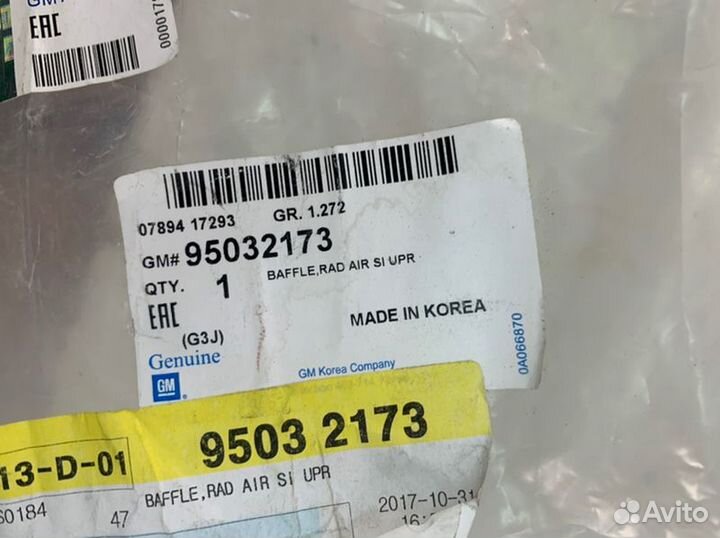 EAC
07894 17293 GR. 1.272
GM# 95032173
BAFFLE,RAD AIR SI UPR
QTY. 1
EAC
(G3J)
MADE IN KOREA
Genuine
GM
GM Korea Company
0A066870
9503 2173
13-D-01
BAFFLE,RAD AIR SI UPR
S0184 47
2017-10-31
Avito